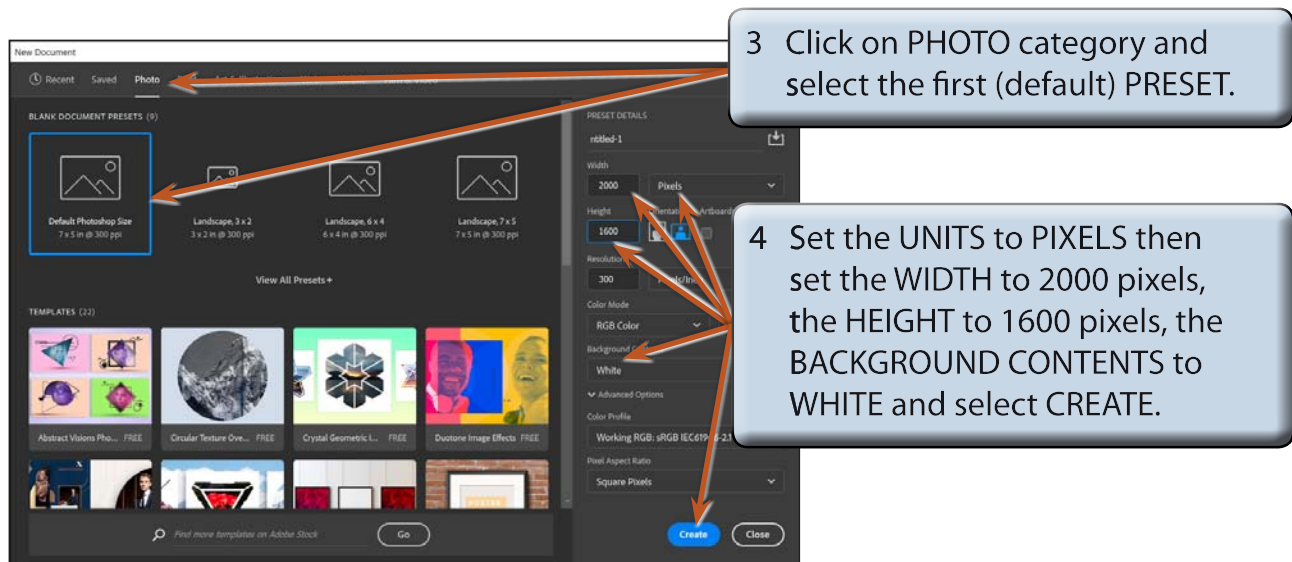 New Document
3 Click on PHOTO category and
select the first (default) PRESET.
Recent Saved Photo
BLANK DOCUMENT PRESETS (9)
Default Photoshop Size
7 x 5 in @ 300 ppi
Landscape, 3 x 2
3 x 2 in @ 300 ppi
Landscape, 6 x 4
6 x 4 in @ 300 ppi
Landscape, 7 x 5
7 x 5 in @ 300 ppi
View All Presets +
TEMPLATES (22)
Abstract Visions Pho... FREE
Circular Texture Ove... FREE
Crystal Geometric I... FREE
Duotone Image Effects FREE
Find more templates on Adobe Stock Go
PRESET DETAILS
ntitled-1
Width
2000 Pixels
Height Artboards
1600
Resolution
300
Color Mode
RGB Color
Background
White
Advanced Options
Color Profile
Working RGB: sRGB
Pixel Aspect Ratio
Square Pixels
Create Close
4 Set the UNITS to PIXELS then
set the WIDTH to 2000 pixels,
the HEIGHT to 1600 pixels, the
BACKGROUND CONTENTS to
WHITE and select CREATE.